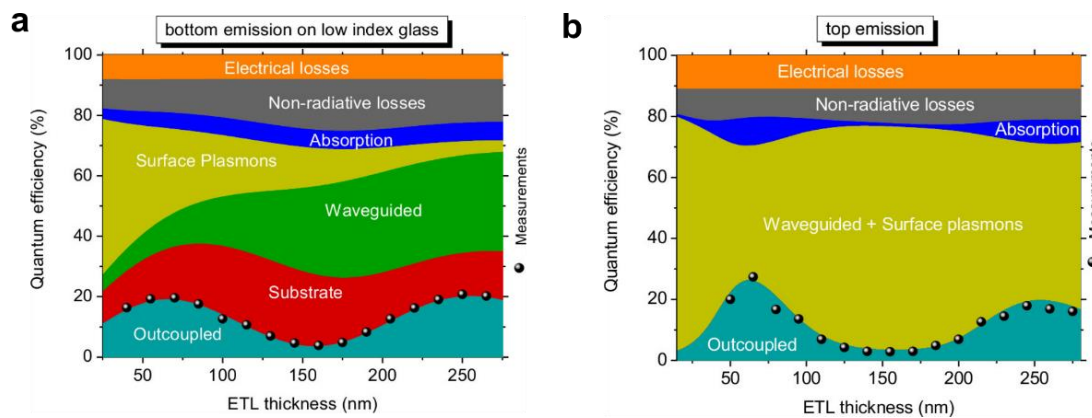 a
bottom emission on low index glass
100
80
60
40
20
0
Quantum efficiency (%)
Electrical losses
Non-radiative losses
Absorption
Surface Plasmons
Waveguided
Substrate
Outcoupled
50
100
150
200
250
ETL thickness (nm)
Measurements
b
top emission
100
80
60
40
20
0
Quantum efficiency (%)
Electrical losses
Non-radiative losses
Absorption
Waveguided + Surface plasmons
Outcoupled
50
100
150
200
250
ETL thickness (nm)